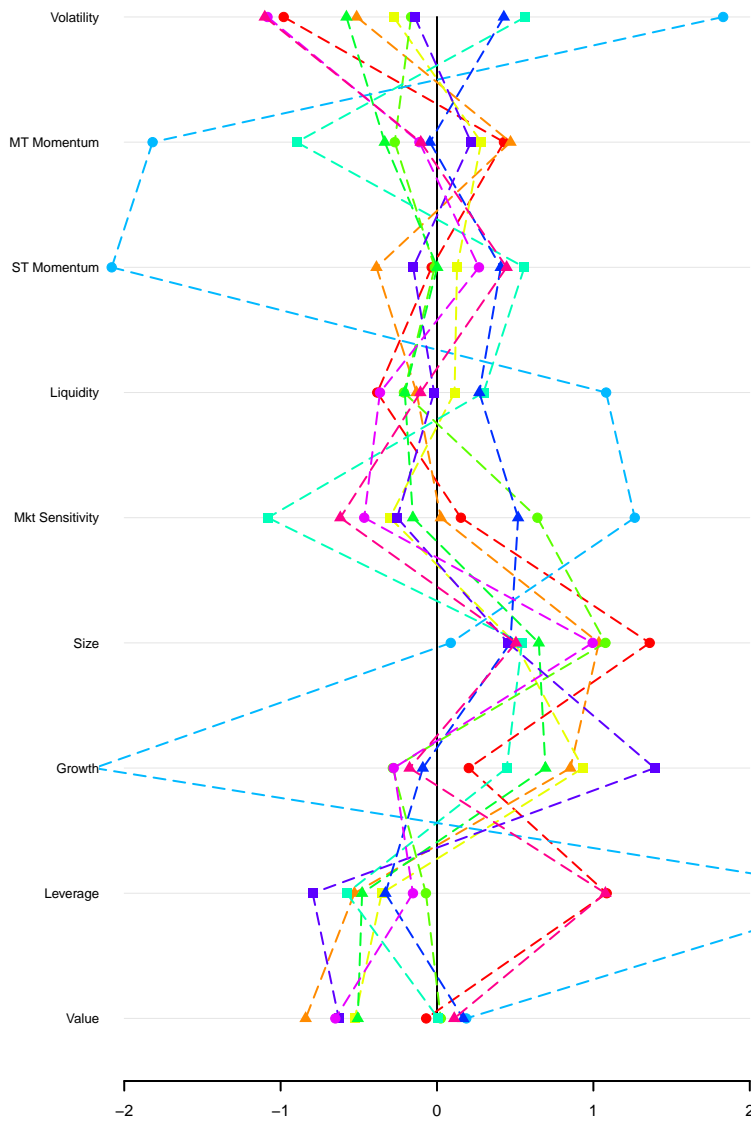 Volatility
MT Momentum
ST Momentum
Liquidity
Mkt Sensitivity
Size
Growth
Leverage
Value
−2 −1 0 1 2